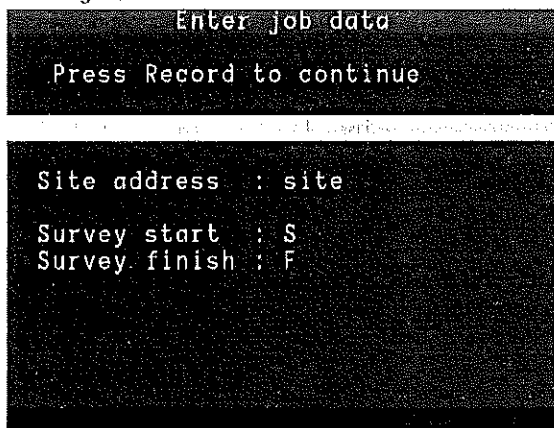 Enter job data
Press Record to continue
Site address : site
Survey start : S
Survey finish : F